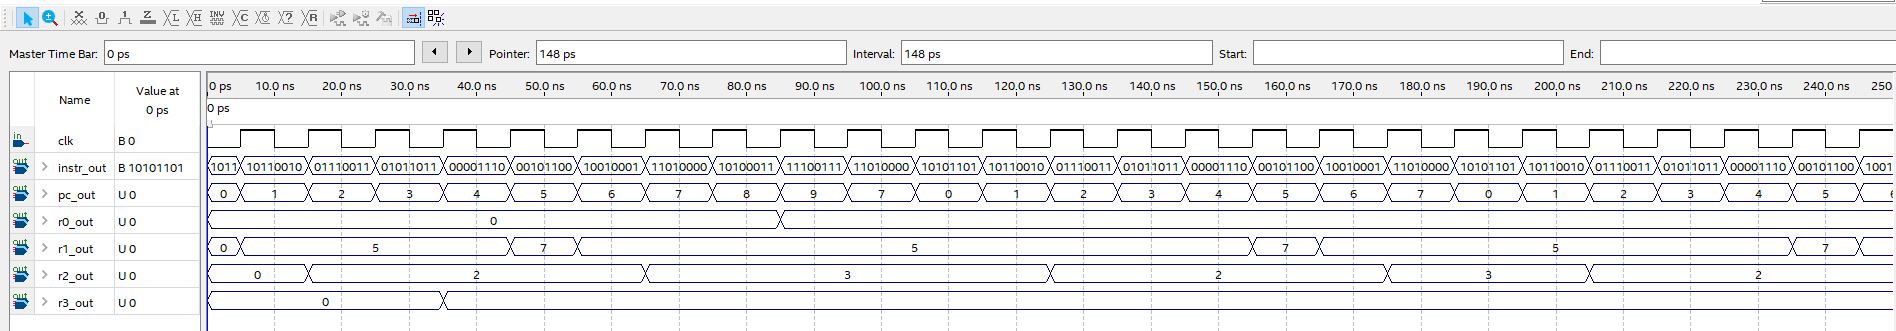 Master Time Bar: 0 ps Pointer: 148 ps Interval: 148 ps Start: End:
Name Value at 0 ps
0 ps 10.0 ns 20.0 ns 30.0 ns 40.0 ns 50.0 ns 60.0 ns 70.0 ns 80.0 ns 90.0 ns 100.0 ns 110.0 ns 120.0 ns 130.0 ns 140.0 ns 150.0 ns 160.0 ns 170.0 ns 180.0 ns 190.0 ns 200.0 ns 210.0 ns 220.0 ns 230.0 ns 240.0 ns 250
0 ps
in clk B 0
out instr_out B 10101101 1011 10110010 01110011 01011011 00001110 00101100 10010001 11010000 10100011 11100111 11010000 10101101 10110010 01110011 01011011 00001110 00101100 10010001 11010000 10101101 10110010 01110011 01011011 00001110 00101100 1001
out pc_out U 0 0 1 2 3 4 5 6 7 8 9 7 0 1 2 3 4 5 6 7 0 1 2 3 4 5
out r0_out U 0 0
out r1_out U 0 0 5 7 5 7 5 7
out r2_out U 0 0 2 3 2 3 2
out r3_out U 0 0